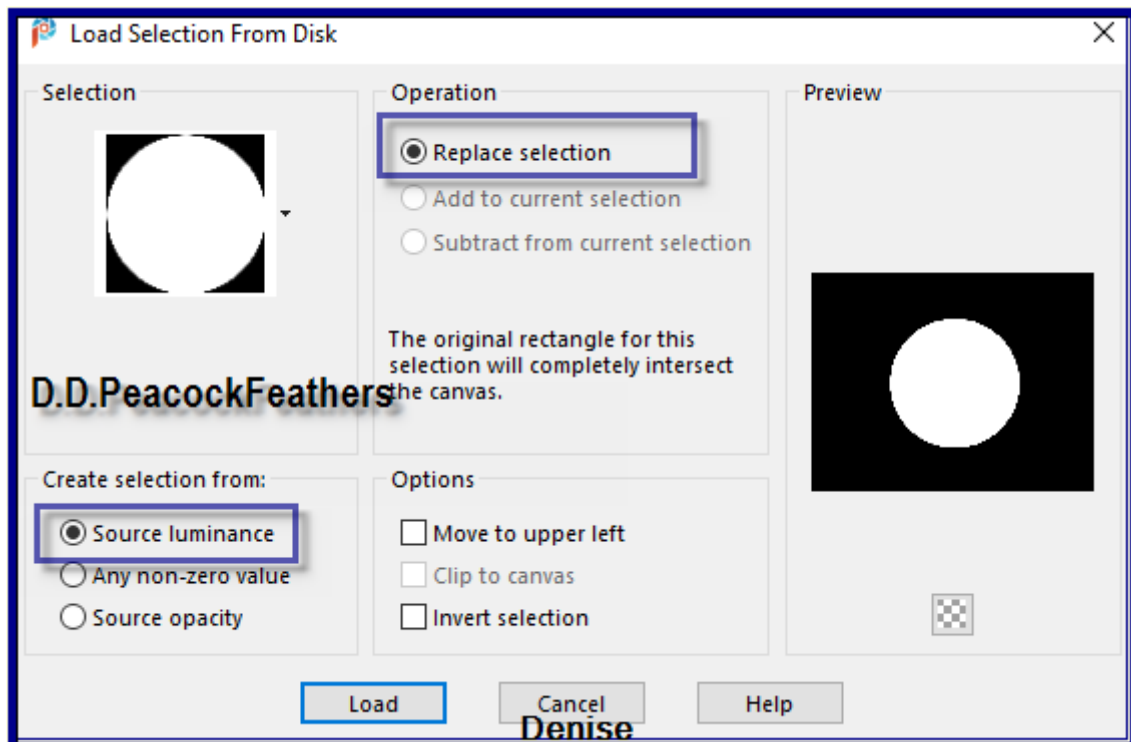 Load Selection From Disk
Selection
Operation
Preview
Replace selection
Add to current selection
Subtract from current selection
The original rectangle for this
selection will completely intersect
the canvas.
D.D.PeacockFeathers
Create selection from:
Source luminance
Any non-zero value
Source opacity
Options
Move to upper left
Clip to canvas
Invert selection
Load
Cancel
Help
Denise